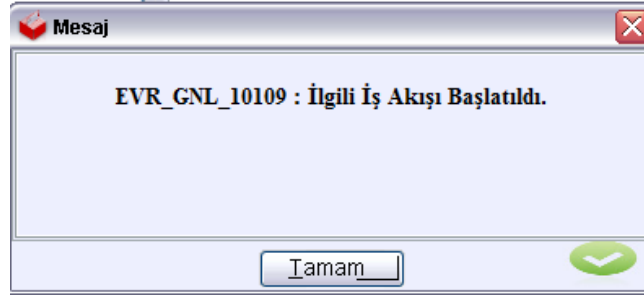 Mesaj
EVR_GNL_10109 : İlgili İş Akışı Başlatıldı.
Tamam